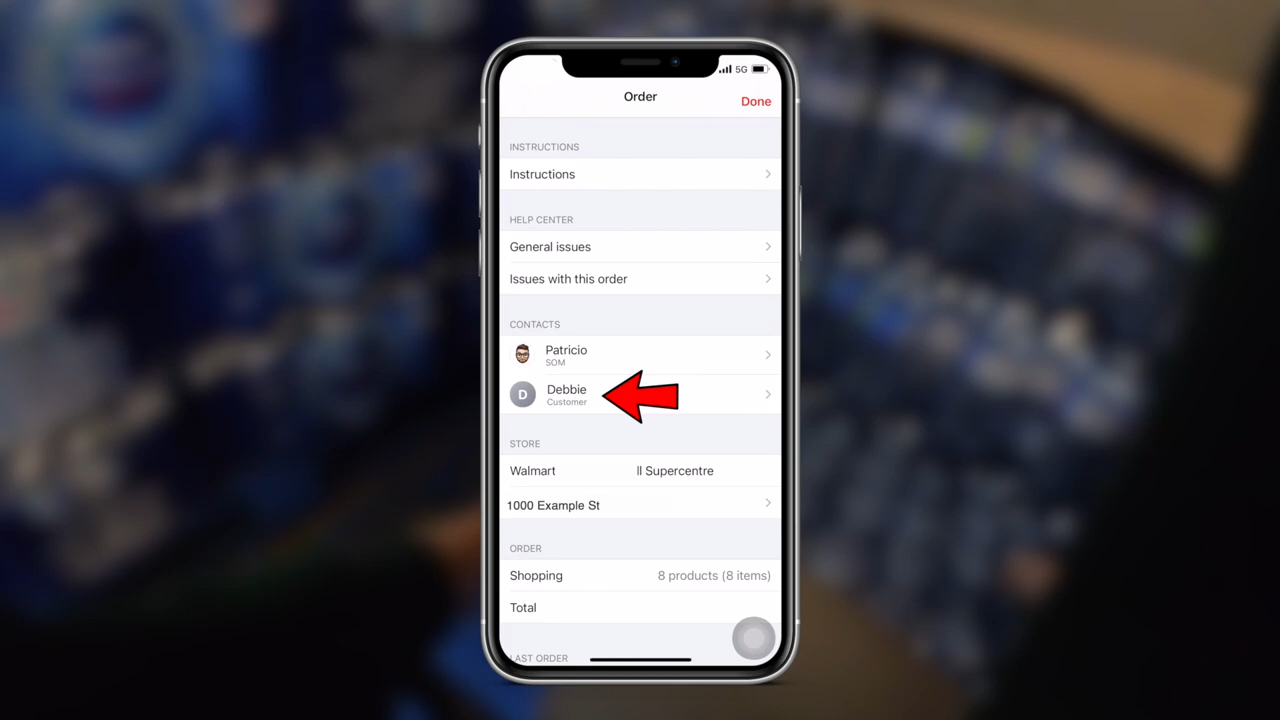 5G
Order
Done
INSTRUCTIONS
Instructions
HELP CENTER
General issues
Issues with this order
CONTACTS
Patricio
SOM
D
Debbie
Customer
STORE
Walmart ll Supercentre
1000 Example St
ORDER
Shopping 8 products (8 items)
Total
LAST ORDER